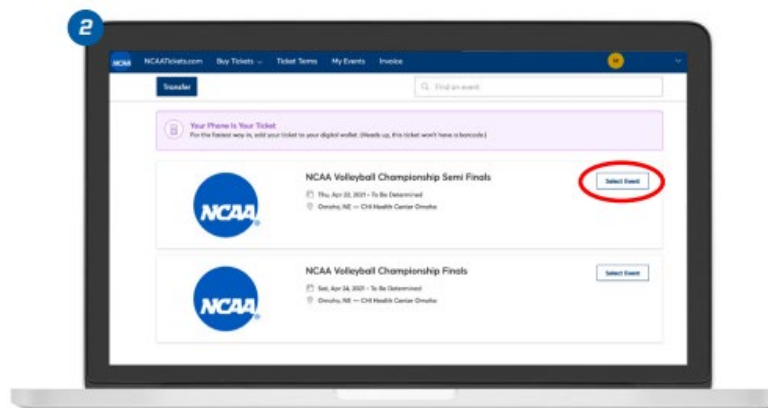 2
NCAA NCAATickets.com Buy Tickets Ticket Terms My Events Invoice
Transfer
Find an event
Your Phone Is Your Ticket
For the fastest way in, add your ticket to your digital wallet. (Heads up, this ticket won't have a barcode.)
NCAA Volleyball Championship Semi Finals
Select Event
Thu, Apr 22, 2021 - To Be Determined
Omaha, NE — CHI Health Center Omaha
NCAA
NCAA Volleyball Championship Finals
Select Event
Sat, Apr 24, 2021 - To Be Determined
Omaha, NE — CHI Health Center Omaha
NCAA